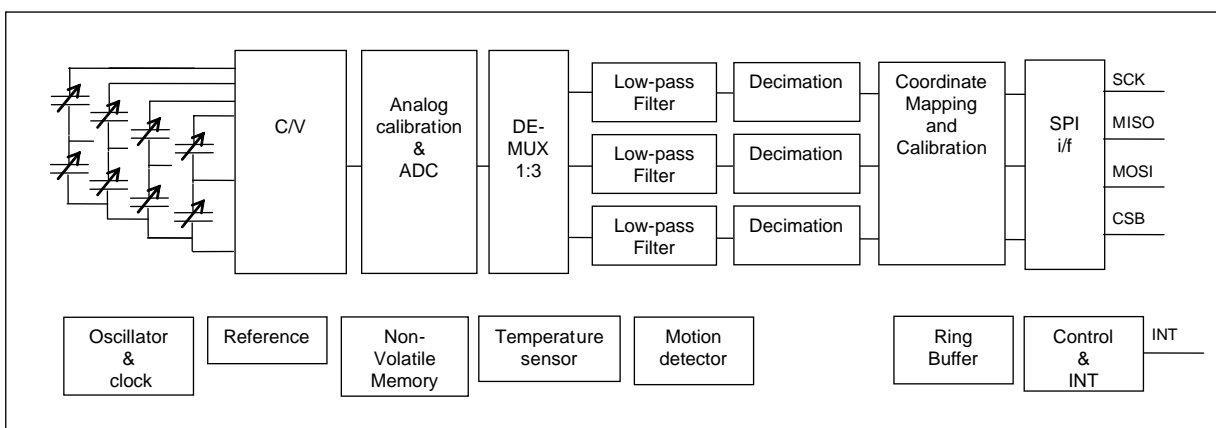 C/V
Analog
calibration
&
ADC
DE-
MUX
1:3
Low-pass
Filter
Decimation
Low-pass
Filter
Decimation
Low-pass
Filter
Decimation
Coordinate
Mapping
and
Calibration
SPI
i/f
SCK
MISO
MOSI
CSB
Oscillator
&
clock
Reference
Non-
Volatile
Memory
Temperature
sensor
Motion
detector
Ring
Buffer
Control
&
INT
INT